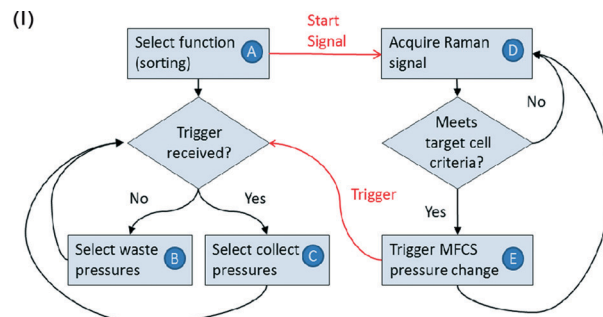 (I)
Select function
(sorting)
A
Start
Signal
Acquire Raman
signal
D
Trigger
received?
Meets
target cell
criteria?
No
No
Yes
Trigger
Yes
Select waste
pressures
B
Select collect
pressures
C
Trigger MFCS
pressure change
E